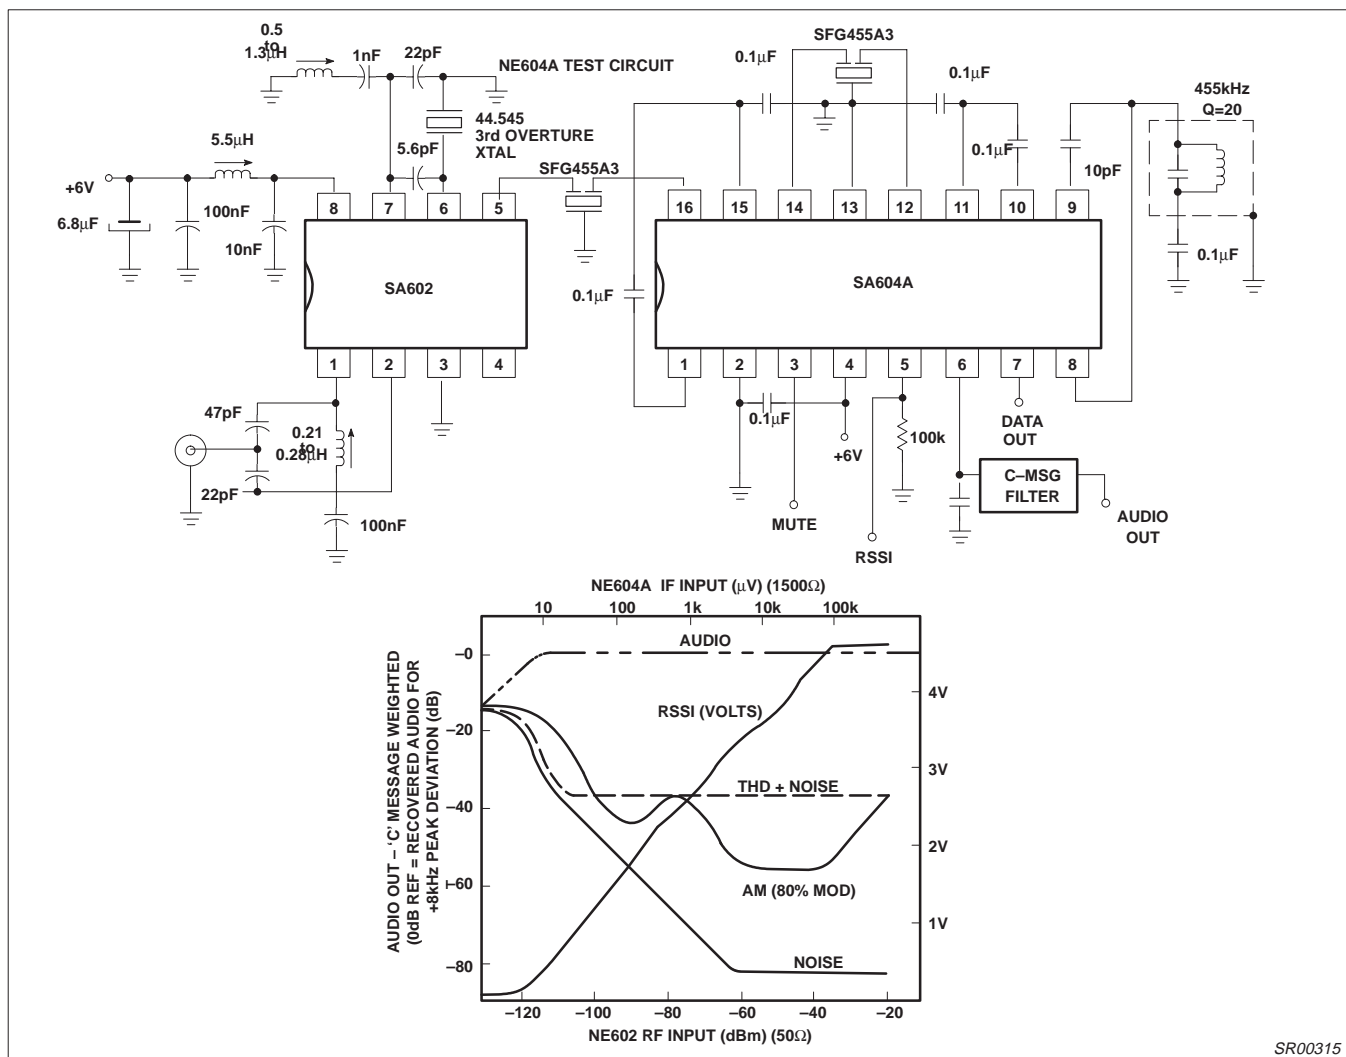 0.5
to
1.3μH
1nF
22pF
NE604A TEST CIRCUIT
44.545
3rd OVERTURE
XTAL
5.6pF
5.5μH
+6V
6.8μF
100nF
10nF
SFG455A3
SFG455A3
0.1μF
0.1μF
0.1μF
10pF
455kHz
Q=20
0.1μF
0.1μF
8
7
6
5
SA602
1
2
3
4
16
15
14
13
12
11
10
9
SA604A
1
2
3
4
5
6
7
8
47pF
0.21
to
0.28μH
22pF
100nF
0.1μF
+6V
100k
MUTE
RSSI
DATA
OUT
C–MSG
FILTER
AUDIO
OUT
NE604A IF INPUT (μV) (1500Ω)
10
100
1k
10k
100k
AUDIO OUT – 'C' MESSAGE WEIGHTED
(0dB REF = RECOVERED AUDIO FOR
+8kHz PEAK DEVIATION (dB)
–0
–20
–40
–60
–80
AUDIO
RSSI (VOLTS)
THD + NOISE
AM (80% MOD)
NOISE
4V
3V
2V
1V
–120
–100
–80
–60
–40
–20
NE602 RF INPUT (dBm) (50Ω)
SR00315